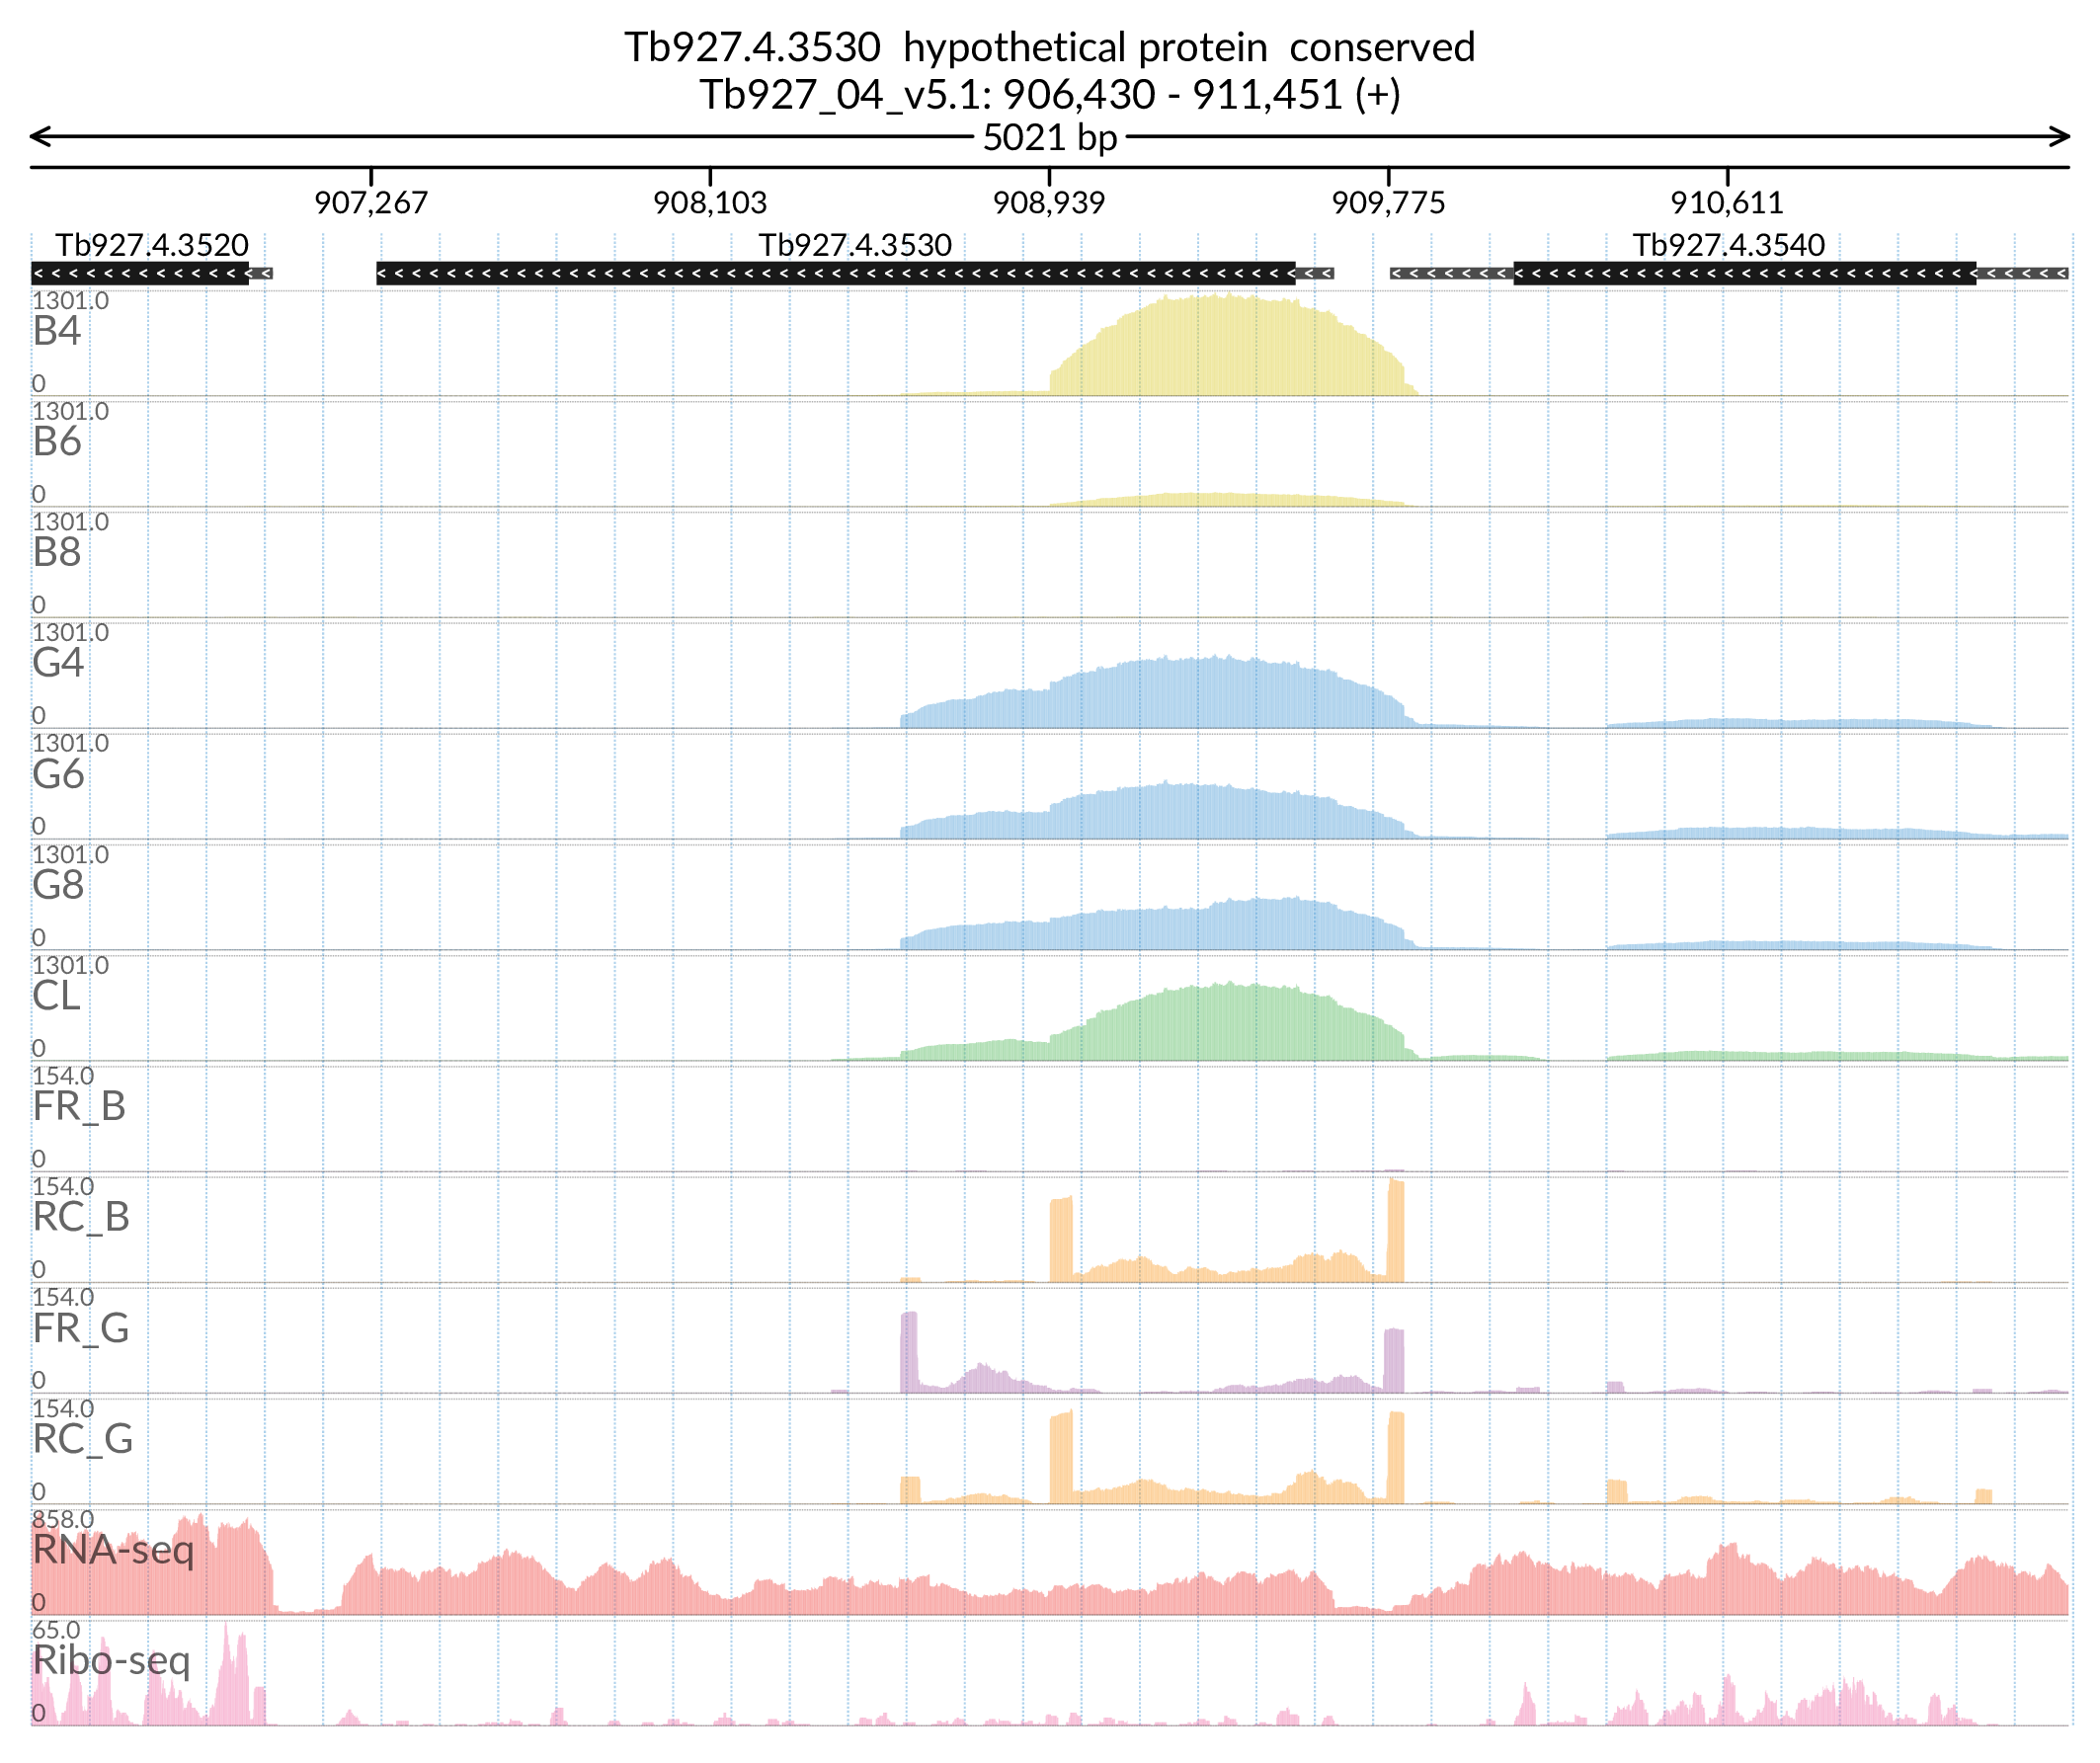 Tb927.4.3530  hypothetical protein  conserved
Tb927_04_v5.1: 906,430 - 911,451 (+)
5021 bp
907,267 908,103 908,939 909,775 910,611
Tb927.4.3520 Tb927.4.3530 Tb927.4.3540
1301.0
B4
0
1301.0
B6
0
1301.0
B8
0
1301.0
G4
0
1301.0
G6
0
1301.0
G8
0
1301.0
CL
0
154.0
FR_B
0
154.0
RC_B
0
154.0
FR_G
0
154.0
RC_G
0
858.0
RNA-seq
0
65.0
Ribo-seq
0